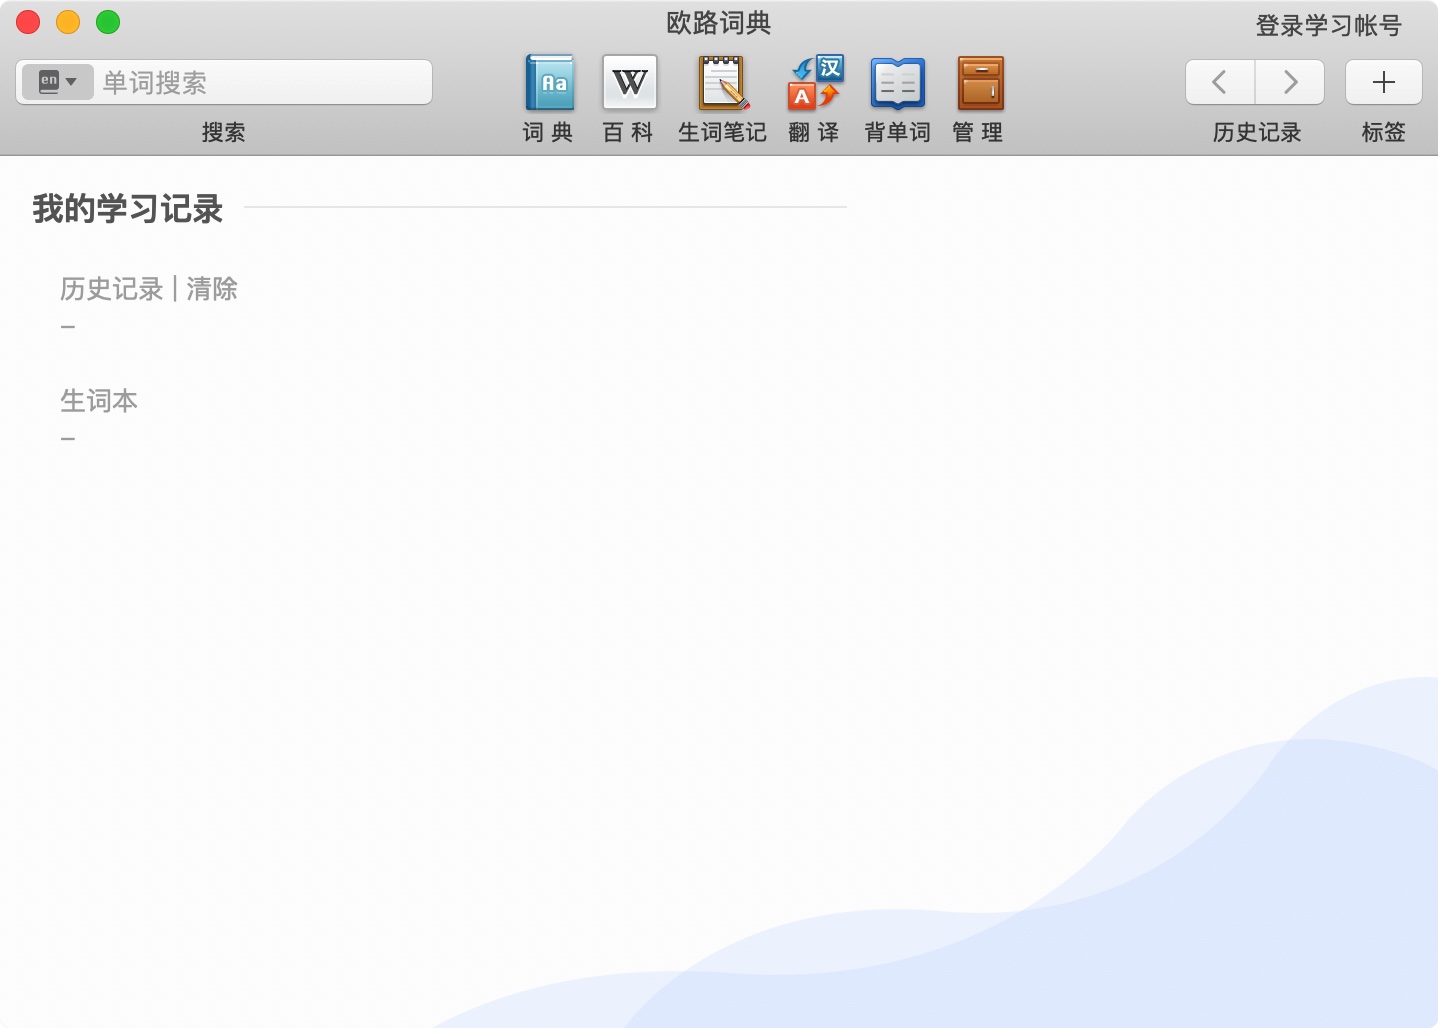 欧路词典
登录学习帐号
en
单词搜索
搜索
Aa
词 典
W
百 科
生词笔记
汉
A
翻 译
背单词
管 理
历史记录
标签
我的学习记录
历史记录 | 清除
–
生词本
–